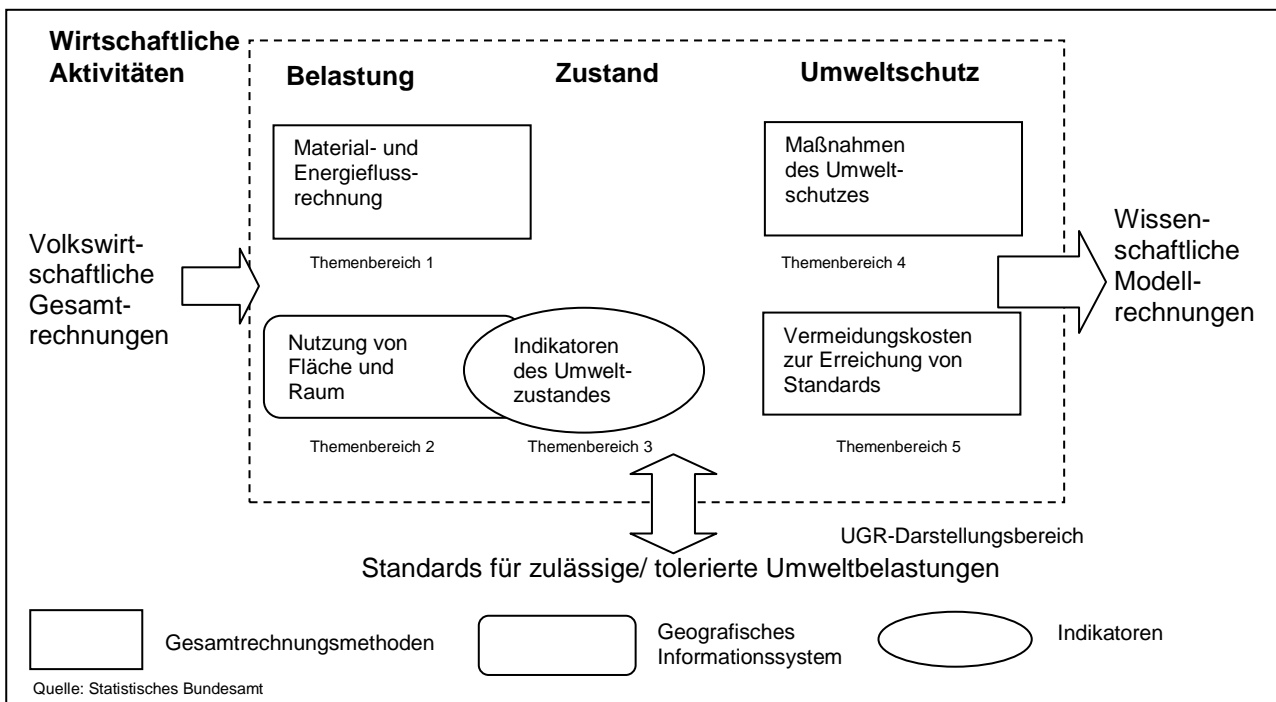 Wirtschaftliche
Aktivitäten
Belastung
Zustand
Umweltschutz
Material- und
Energiefluss-
rechnung
Themenbereich 1
Maßnahmen
des Umwelt-
schutzes
Themenbereich 4
Volkswirt-
schaftliche
Gesamt-
rechnungen
Wissen-
schaftliche
Modell-
rechnungen
Nutzung von
Fläche und
Raum
Themenbereich 2
Indikatoren
des Umwelt-
zustandes
Themenbereich 3
Vermeidungskosten
zur Erreichung von
Standards
Themenbereich 5
UGR-Darstellungsbereich
Standards für zulässige/ tolerierte Umweltbelastungen
Gesamtrechnungsmethoden
Geografisches
Informationssystem
Indikatoren
Quelle: Statistisches Bundesamt